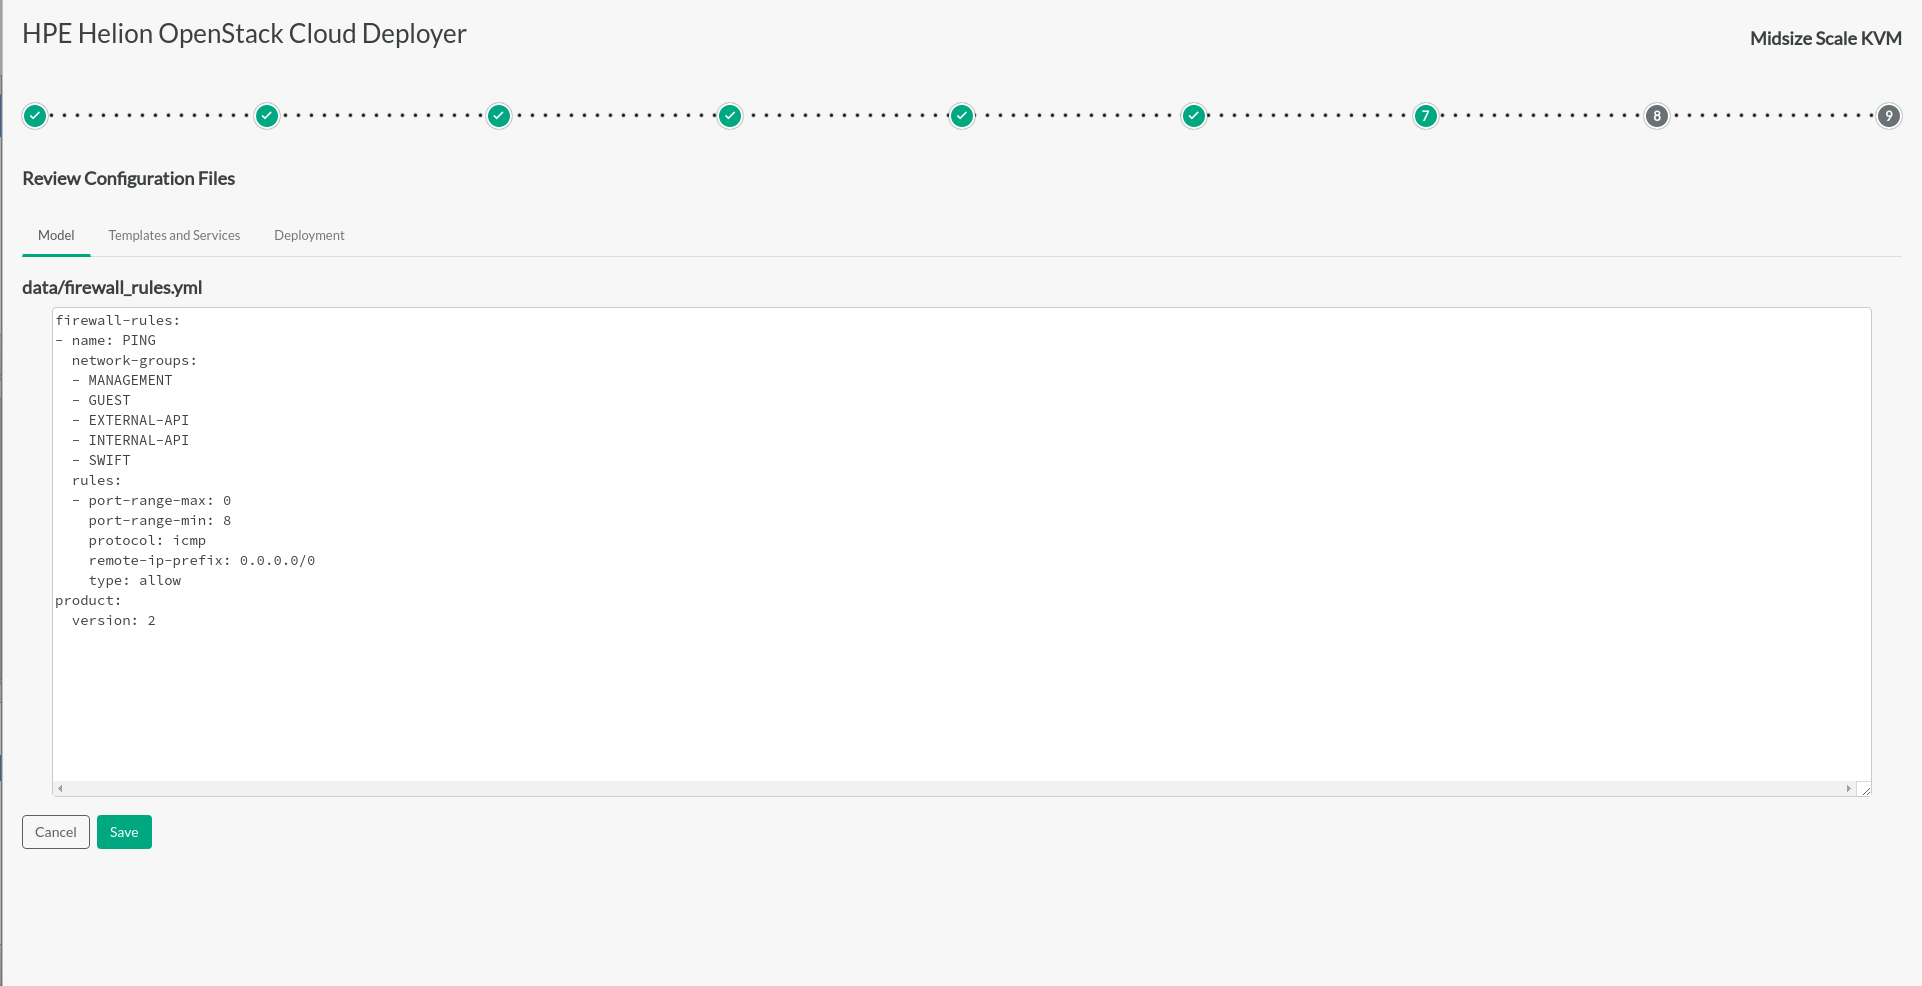 HPE Helion OpenStack Cloud Deployer
Midsize Scale KVM
7 8 9
Review Configuration Files
Model Templates and Services Deployment
data/firewall_rules.yml
firewall-rules:
- name: PING
  network-groups:
  - MANAGEMENT
  - GUEST
  - EXTERNAL-API
  - INTERNAL-API
  - SWIFT
  rules:
  - port-range-max: 0
    port-range-min: 8
    protocol: icmp
    remote-ip-prefix: 0.0.0.0/0
    type: allow
product:
  version: 2
Cancel Save